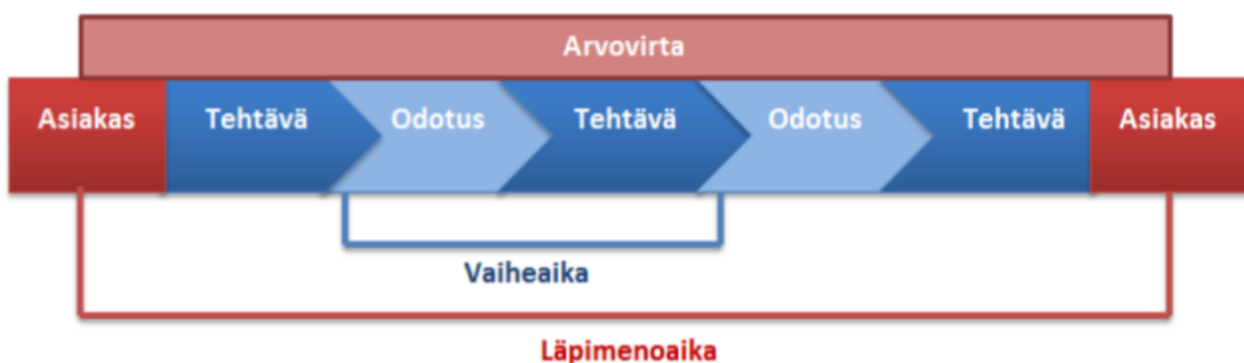 Arvovirta
Asiakas Tehtävä Odotus Tehtävä Odotus Tehtävä Asiakas
Vaiheaika
Läpimenoaika